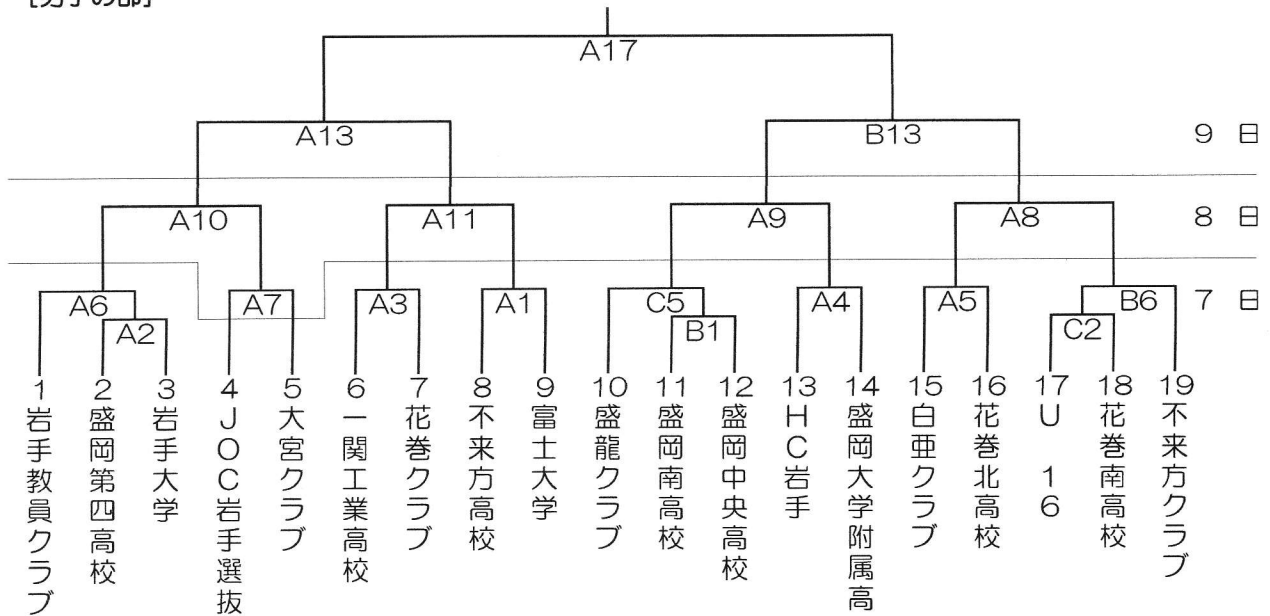 [男子の部]
A17
A13
B13
9 日
A10
A11
A9
A8
8 日
A6
A7
A3
A1
C5
A4
A5
B6
7 日
A2
B1
C2
1 岩手教員クラブ
2 盛岡第四高校
3 岩手大学
4 JOC岩手選抜
5 大宮クラブ
6 一関工業高校
7 花巻クラブ
8 不来方高校
9 富士大学
10 盛龍クラブ
11 盛岡南高校
12 盛岡中央高校
13 HC岩手
14 盛岡大学附属高
15 白亜クラブ
16 花巻北高校
17 U 16
18 花巻南高校
19 不来方クラブ